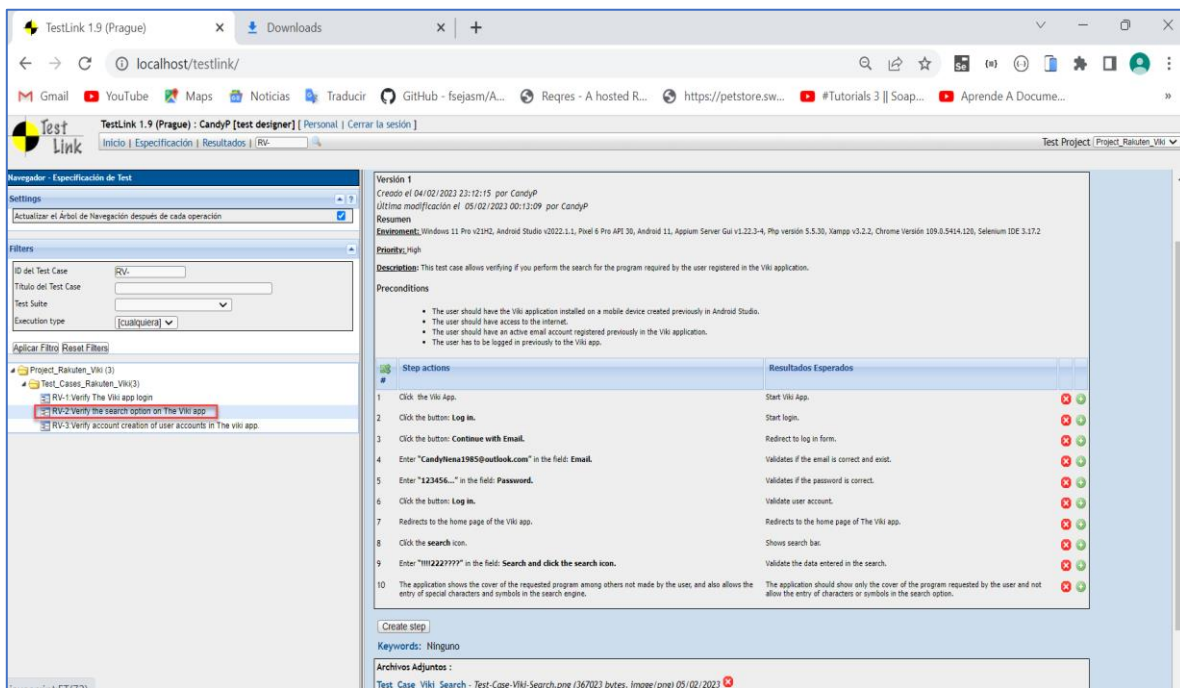 TestLink 1.9 (Prague)
Downloads
localhost/testlink/
Gmail YouTube Maps Noticias Traducir GitHub - fsejasm/A... Reqres - A hosted R... https://petstore.sw... #Tutorials 3 || Soap... Aprende A Docume... »
Test Link
TestLink 1.9 (Prague) : CandyP [test designer] [ Personal | Cerrar la sesión ]
Inicio | Especificación | Resultados | RV-
Test Project Project_Rakuten_Viki
Navegador - Especificación de Test
Settings
Actualizar el Árbol de Navegación después de cada operación
Filters
ID del Test Case RV-
Título del Test Case
Test Suite
Execution type [cualquiera]
Aplicar Filtro Reset Filters
Project_Rakuten_Viki (3)
Test_Cases_Rakuten_Viki(3)
RV-1:Verify The Viki app login
RV-2:Verify the search option on The Viki app
RV-3:Verify account creation of user accounts in The viki app.
Versión 1
Creado el 04/02/2023 23:12:15 por CandyP
Última modificación el 05/02/2023 00:13:09 por CandyP
Resumen
Enviroment: Windows 11 Pro v21H2, Android Studio v2022.1.1, Pixel 6 Pro API 30, Android 11, Appium Server Gui v1.22.3-4, Php versión 5.5.30, Xampp v3.2.2, Chrome Versión 109.0.5414.120, Selenium IDE 3.17.2
Priority: High
Description: This test case allows verifying if you perform the search for the program required by the user registered in the Viki application.
Preconditions
• The user should have the Viki application installed on a mobile device created previously in Android Studio.
• The user should have access to the internet.
• The user should have an active email account registered previously in the Viki application.
• The user has to be logged in previously to the Viki app.
# Step actions Resultados Esperados
1 Click the Viki App. Start Viki App.
2 Click the button: Log in. Start login.
3 Click the button: Continue with Email. Redirect to log in form.
4 Enter "CandyNena1985@outlook.com" in the field: Email. Validates if the email is correct and exist.
5 Enter "123456..." in the field: Password. Validates if the password is correct.
6 Click the button: Log in. Validate user account.
7 Redirects to the home page of the Viki app. Redirects to the home page of The Viki app.
8 Click the search icon. Shows search bar.
9 Enter "!!!!222????" in the field: Search and click the search icon. Validate the data entered in the search.
10 The application shows the cover of the requested program among others not made by the user, and also allows the The application should show only the cover of the program requested by the user and not
entry of special characters and symbols in the search engine. allow the entry of characters or symbols in the search option.
Create step
Keywords: Ninguno
Archivos Adjuntos :
Test_Case_Viki_Search - Test-Case-Viki-Search.png (367023 bytes, image/png) 05/02/2023